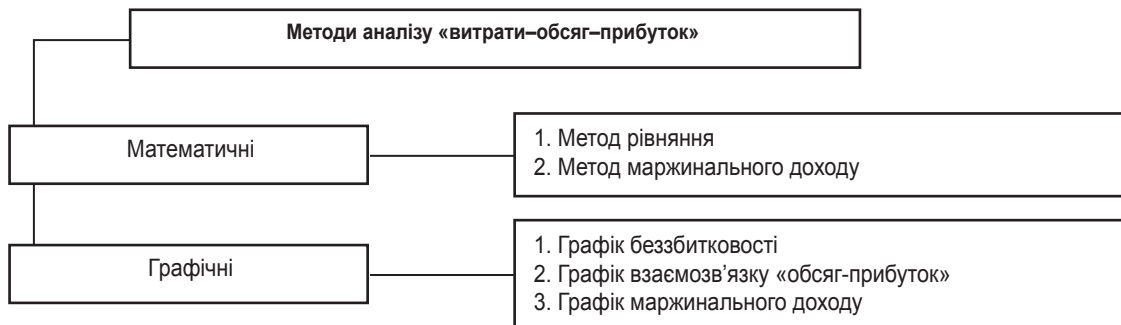 Методи аналізу «витрати–обсяг–прибуток»
Математичні
1. Метод рівняння
2. Метод маржинального доходу
Графічні
1. Графік беззбитковості
2. Графік взаємозв’язку «обсяг-прибуток»
3. Графік маржинального доходу